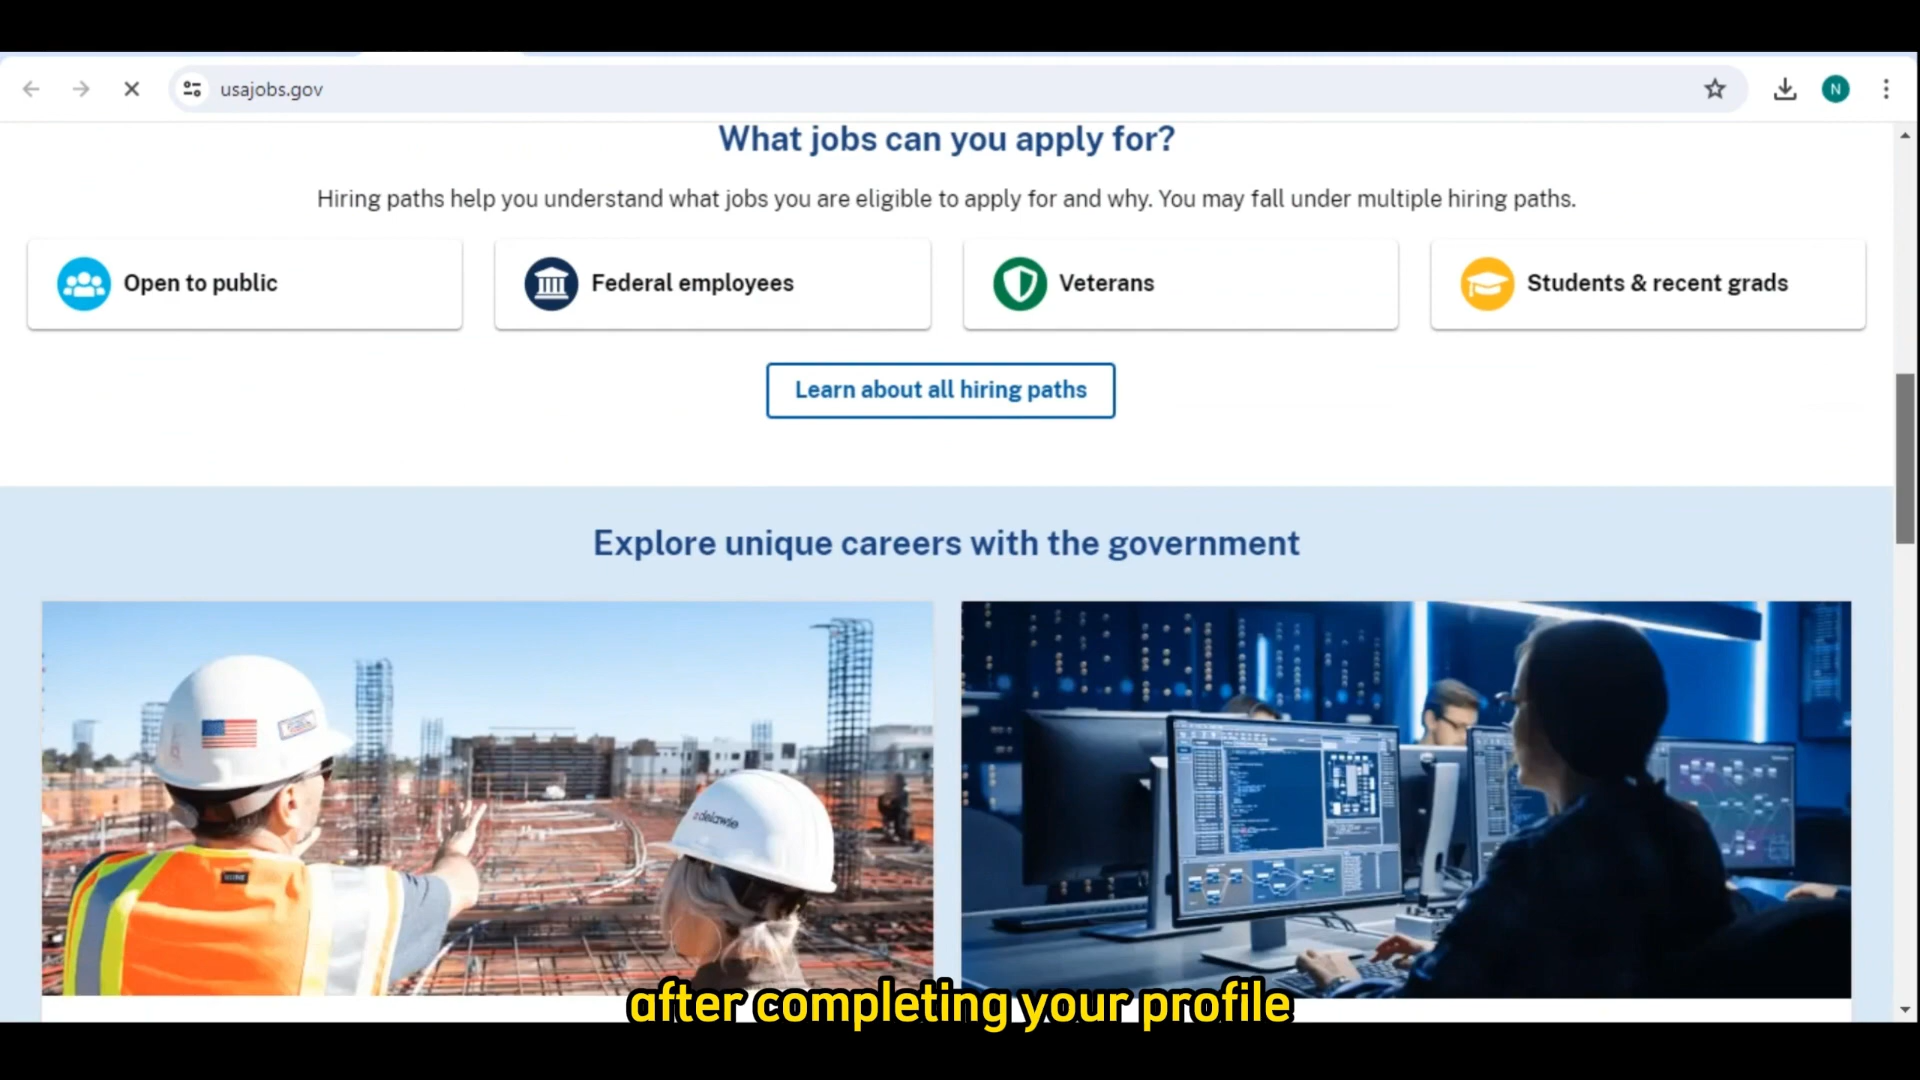 usajobs.gov
N
What jobs can you apply for?
Hiring paths help you understand what jobs you are eligible to apply for and why. You may fall under multiple hiring paths.
Open to public
Federal employees
Veterans
Students & recent grads
Learn about all hiring paths
Explore unique careers with the government
delawie
after completing your profile